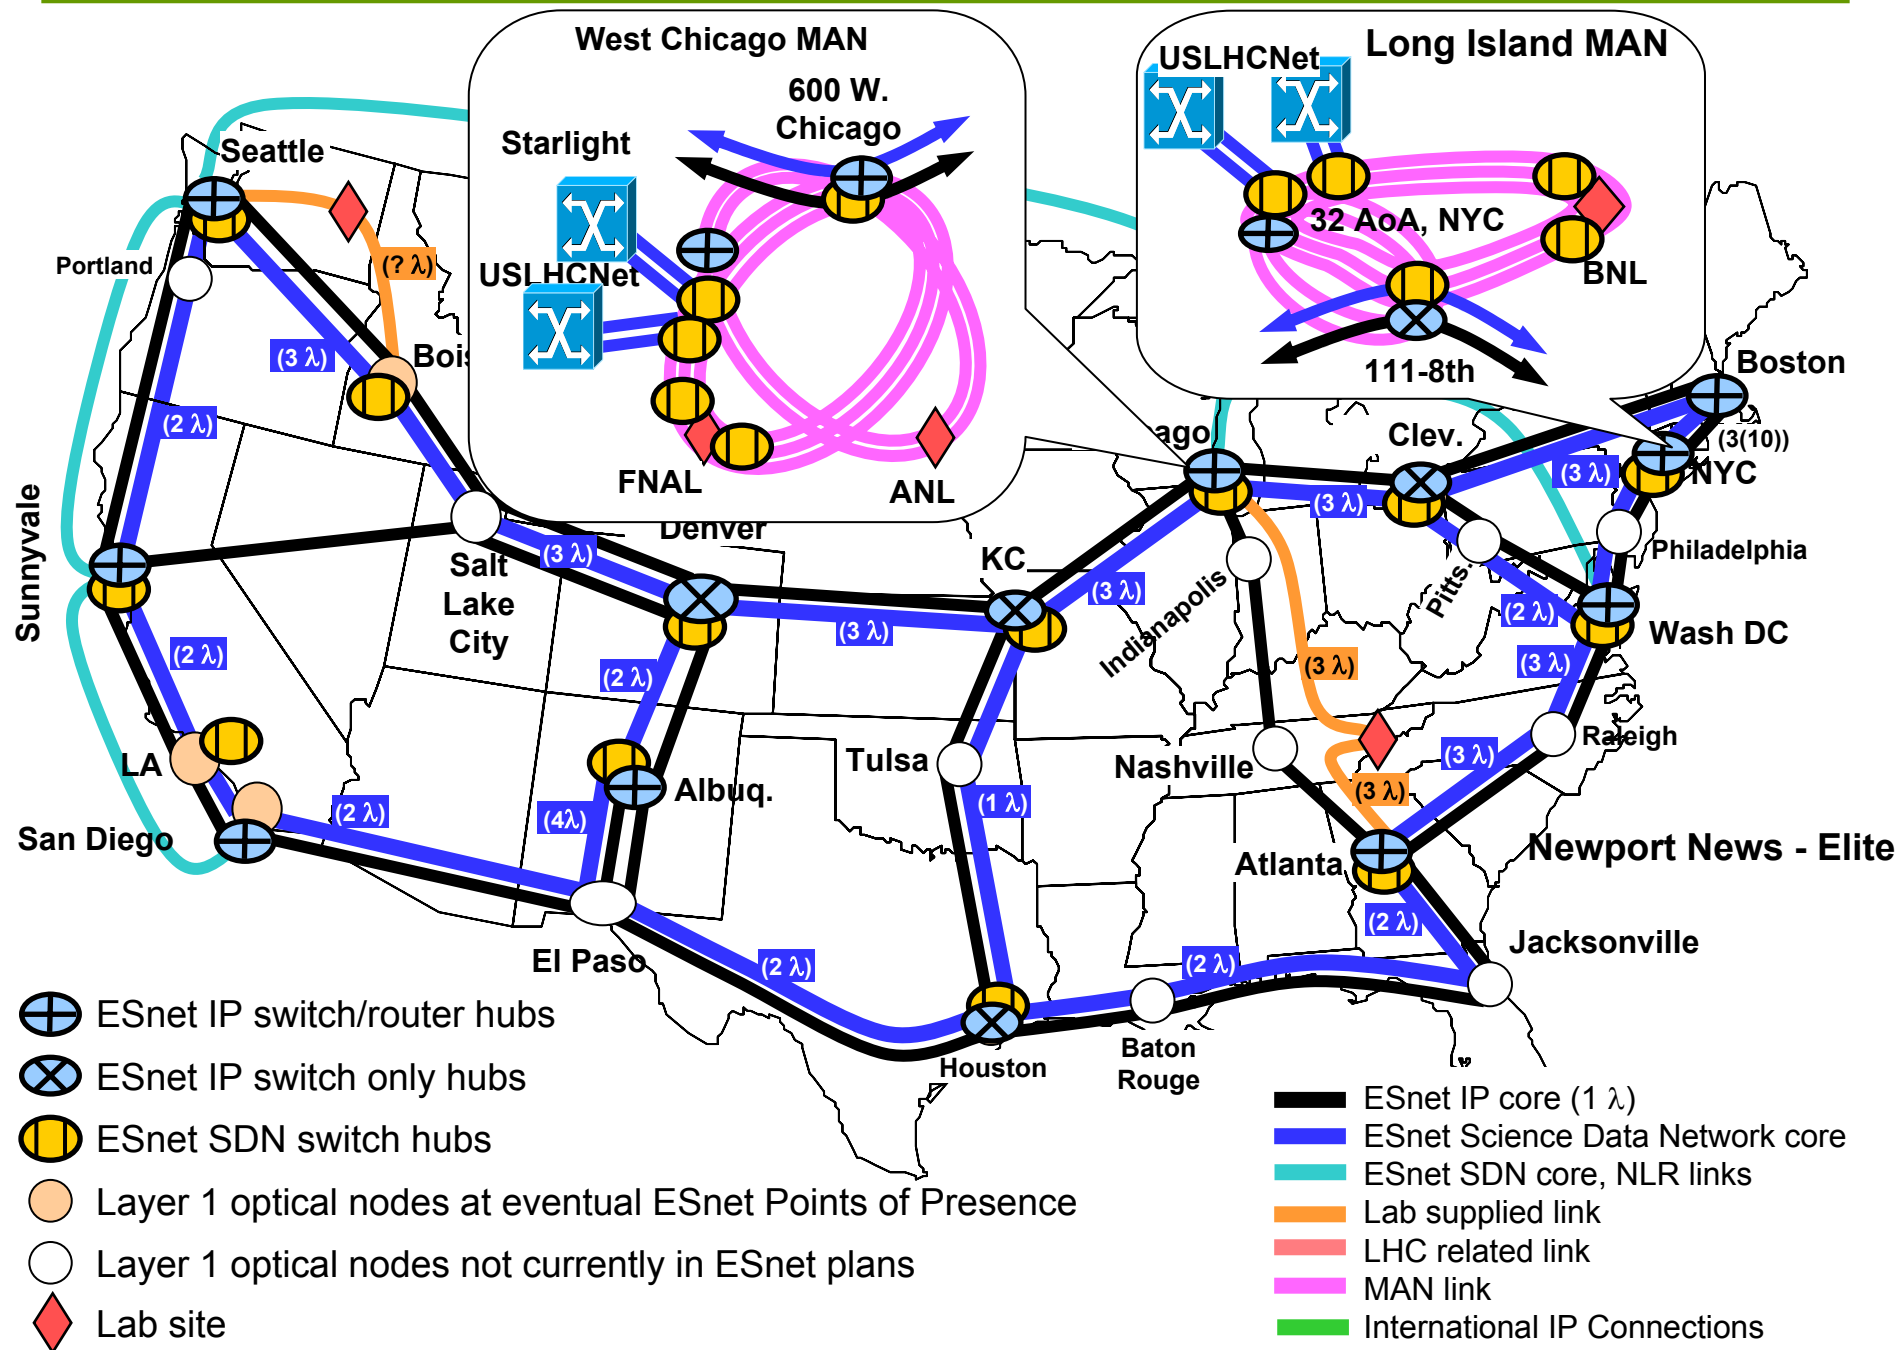 West Chicago MAN
600 W.
Chicago
Starlight
USLHCNet
FNAL
ANL
Long Island MAN
USLHCNet
32 AoA, NYC
BNL
111-8th
Seattle
Portland
(? λ)
Bois
(3 λ)
(2 λ)
Boston
ago
Clev.
(3(10))
(3 λ)
NYC
(3 λ)
Sunnyvale
Denver
(3 λ)
Salt
Lake
City
KC
(3 λ)
(3 λ)
Indianapolis
Pitts.
Philadelphia
(2 λ)
Wash DC
(2 λ)
(2 λ)
(3 λ)
(3 λ)
LA
Tulsa
Nashville
(3 λ)
Raleigh
San Diego
(2 λ)
(4λ)
Albuq.
(1 λ)
(3 λ)
Atlanta
Newport News - Elite
(2 λ)
El Paso
(2 λ)
(2 λ)
Jacksonville
Houston
Baton
Rouge
ESnet IP switch/router hubs
ESnet IP switch only hubs
ESnet SDN switch hubs
Layer 1 optical nodes at eventual ESnet Points of Presence
Layer 1 optical nodes not currently in ESnet plans
Lab site
ESnet IP core (1 λ)
ESnet Science Data Network core
ESnet SDN core, NLR links
Lab supplied link
LHC related link
MAN link
International IP Connections